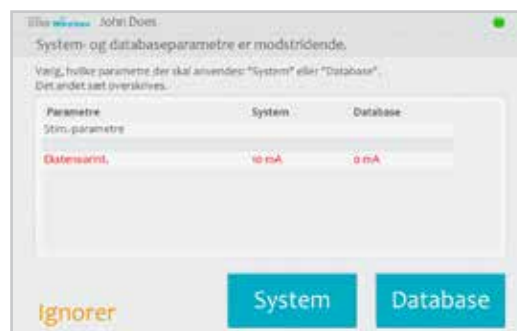 John Does
System- og databaseparametre er modstridende.
Vælg, hvilke parametre der skal anvendes: "System" eller "Database".
Det andet sæt overskrives.
Parametre System Database
Stim.-parametre
10 mA 0 mA
Ignorer System Database